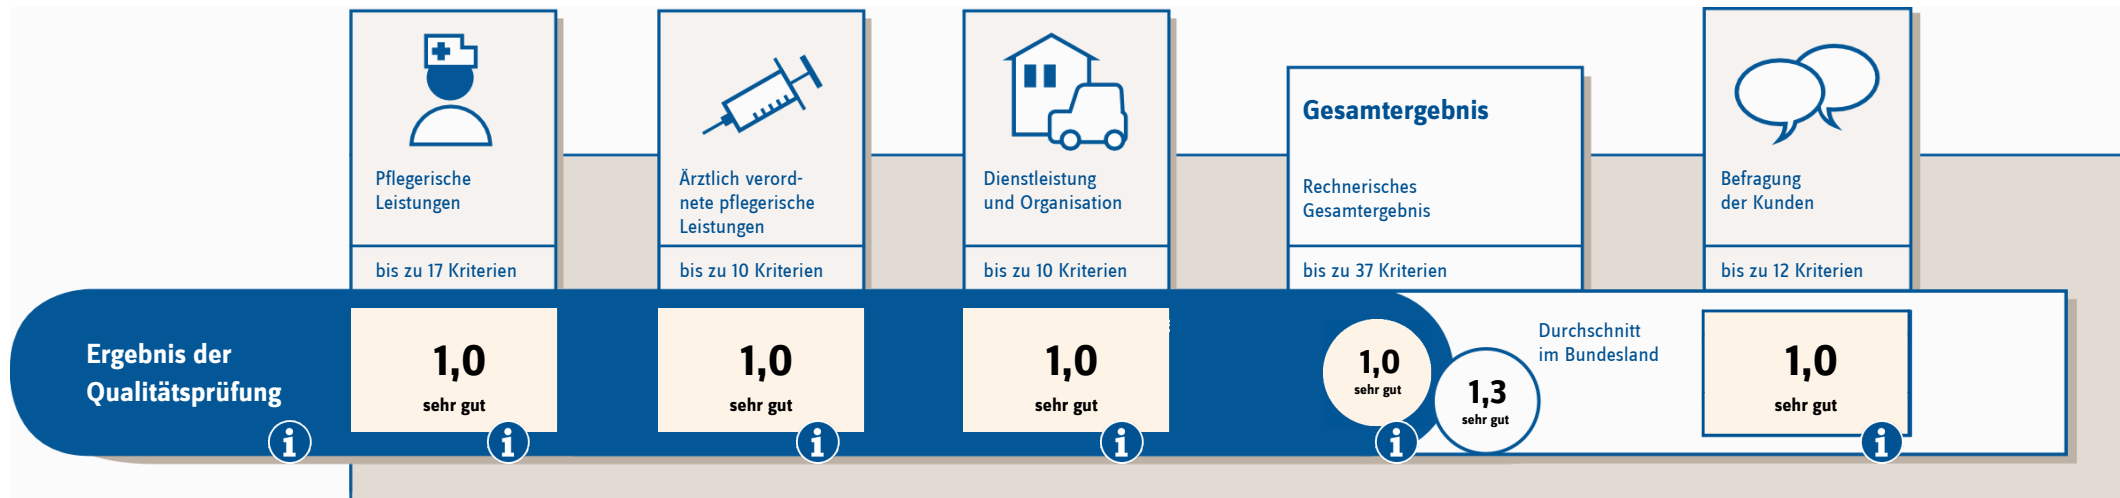 Pflegerische
Leistungen
bis zu 17 Kriterien
Ärztlich verord-
nete pflegerische
Leistungen
bis zu 10 Kriterien
Dienstleistung
und Organisation
bis zu 10 Kriterien
Gesamtergebnis
Rechnerisches
Gesamtergebnis
bis zu 37 Kriterien
Befragung
der Kunden
bis zu 12 Kriterien
Ergebnis der
Qualitätsprüfung
i
1,0
sehr gut
i
1,0
sehr gut
i
1,0
sehr gut
i
1,0
sehr gut
i
1,3
sehr gut
Durchschnitt
im Bundesland
1,0
sehr gut
i